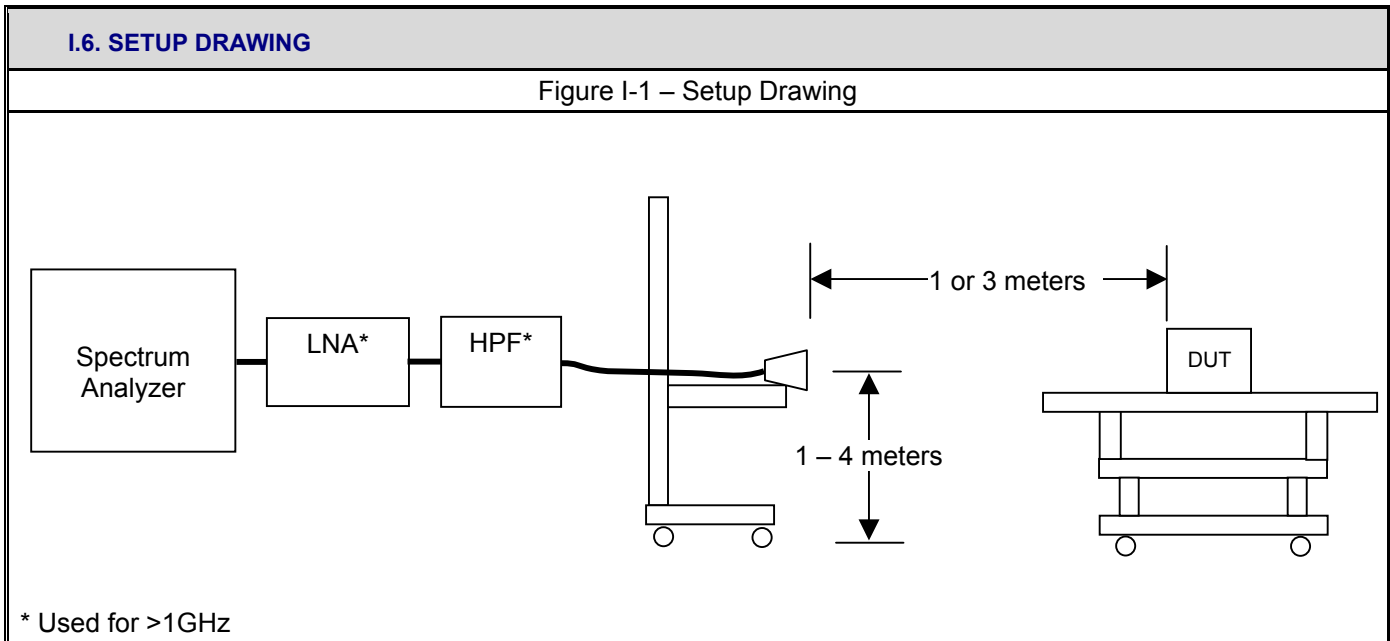 I.6. SETUP DRAWING
Figure I-1 – Setup Drawing
1 or 3 meters
LNA*
HPF*
Spectrum
Analyzer
DUT
1 – 4 meters
* Used for >1GHz